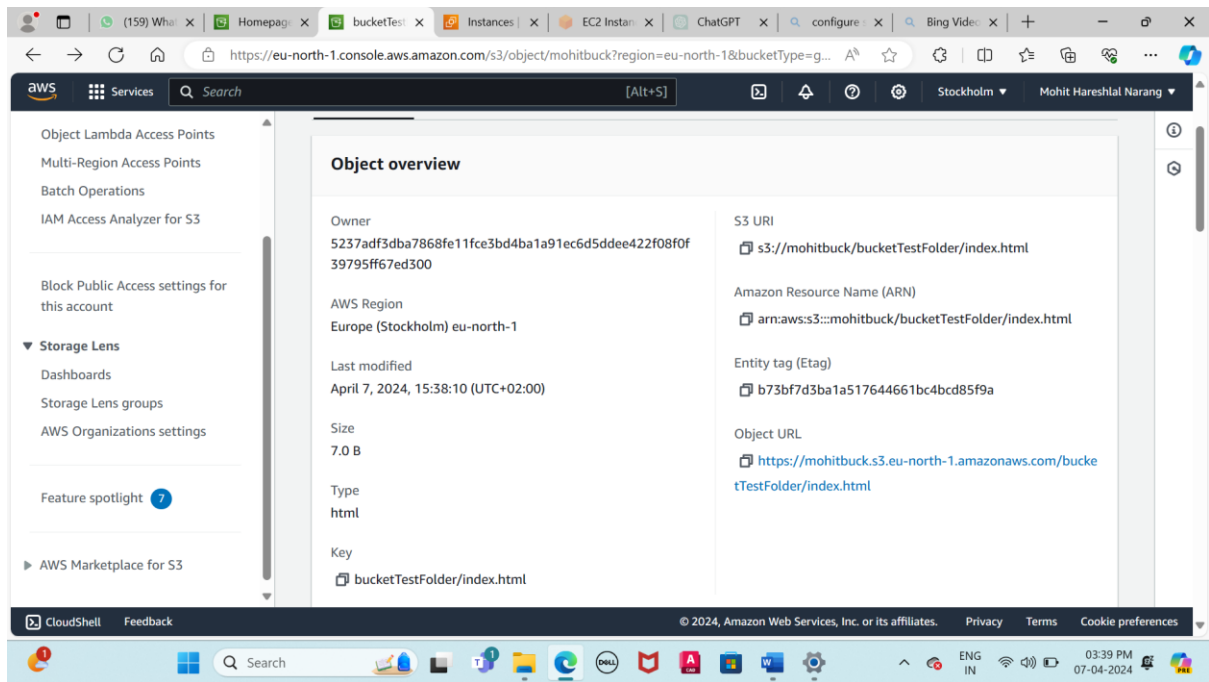 (159) What
Homepage
bucketTest
Instances |
EC2 Instan
ChatGPT
configure s
Bing Video
https://eu-north-1.console.aws.amazon.com/s3/object/mohitbuck?region=eu-north-1&bucketType=g...
aws
Services
Search
[Alt+S]
Stockholm
Mohit Hareshlal Narang
Object Lambda Access Points
Multi-Region Access Points
Batch Operations
IAM Access Analyzer for S3
Block Public Access settings for
this account
Storage Lens
Dashboards
Storage Lens groups
AWS Organizations settings
Feature spotlight 7
AWS Marketplace for S3
Object overview
Owner
5237adf3dba7868fe11fce3bd4ba1a91ec6d5ddee422f08f0f
39795ff67ed300
AWS Region
Europe (Stockholm) eu-north-1
Last modified
April 7, 2024, 15:38:10 (UTC+02:00)
Size
7.0 B
Type
html
Key
bucketTestFolder/index.html
S3 URI
s3://mohitbuck/bucketTestFolder/index.html
Amazon Resource Name (ARN)
arn:aws:s3:::mohitbuck/bucketTestFolder/index.html
Entity tag (Etag)
b73bf7d3ba1a517644661bc4bcd85f9a
Object URL
https://mohitbuck.s3.eu-north-1.amazonaws.com/bucke
tTestFolder/index.html
CloudShell
Feedback
© 2024, Amazon Web Services, Inc. or its affiliates.
Privacy
Terms
Cookie preferences
Search
ENG
IN
03:39 PM
07-04-2024